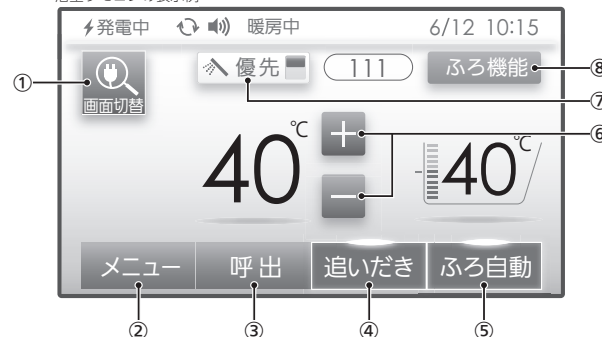 発電中 暖房中 6/12 10:15
① 画面切替 優先 111 ふろ機能 ⑧
⑦
40℃ + 40℃ ⑥
−
メニュー 呼出 追いだき ふろ自動
② ③ ④ ⑤